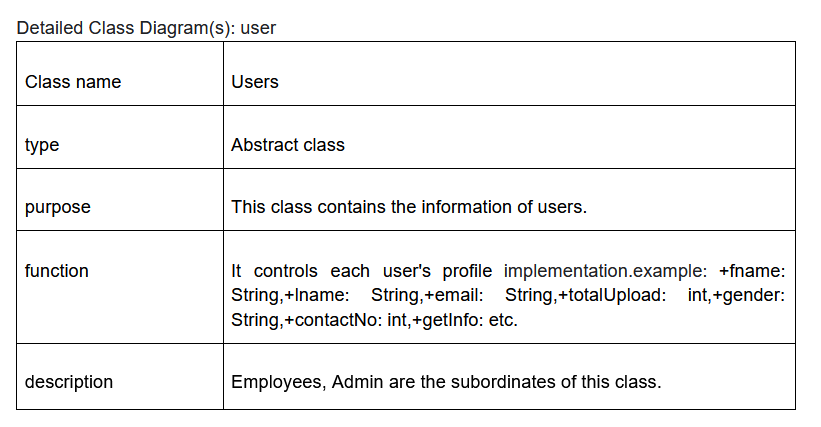 Detailed Class Diagram(s): user
Class name
Users
type
Abstract class
purpose
This class contains the information of users.
function
It controls each user's profile implementation.example: +fname:
String,+lname: String,+email: String,+totalUpload: int,+gender:
String,+contactNo: int,+getInfo: etc.
description
Employees, Admin are the subordinates of this class.